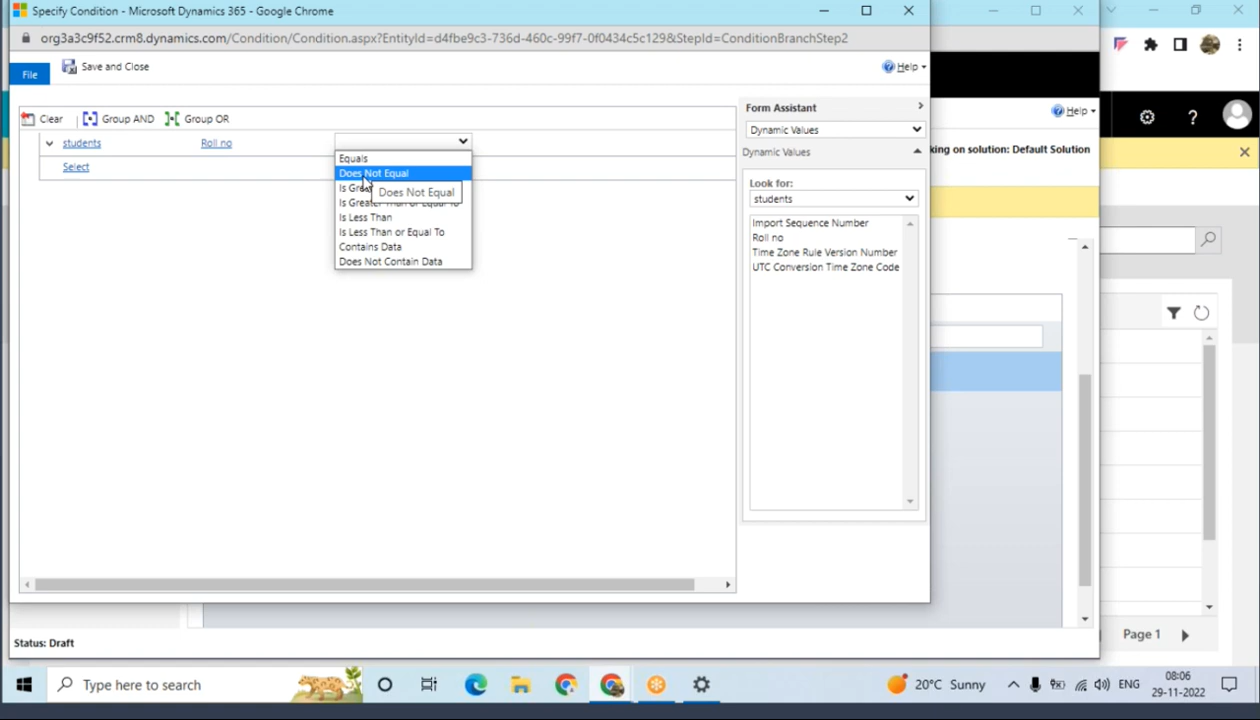 Specify Condition - Microsoft Dynamics 365 - Google Chrome
org3a3c9f52.crm8.dynamics.com/Condition/Condition.aspx?EntityId=d4fbe9c3-736d-460c-99f7-0f0434c5c129&StepId=ConditionBranchStep2
File
Save and Close
Help
Help
Clear
Group AND
Group OR
students
Roll no
Select
Equals
Does Not Equal
Does Not Equal
Is Less Than
Is Less Than or Equal To
Contains Data
Does Not Contain Data
Form Assistant
Dynamic Values
Dynamic Values
Look for:
students
Import Sequence Number
Roll no
Time Zone Rule Version Number
UTC Conversion Time Zone Code
king on solution: Default Solution
Page 1
Status: Draft
Type here to search
20°C Sunny
ENG
08:06
29-11-2022